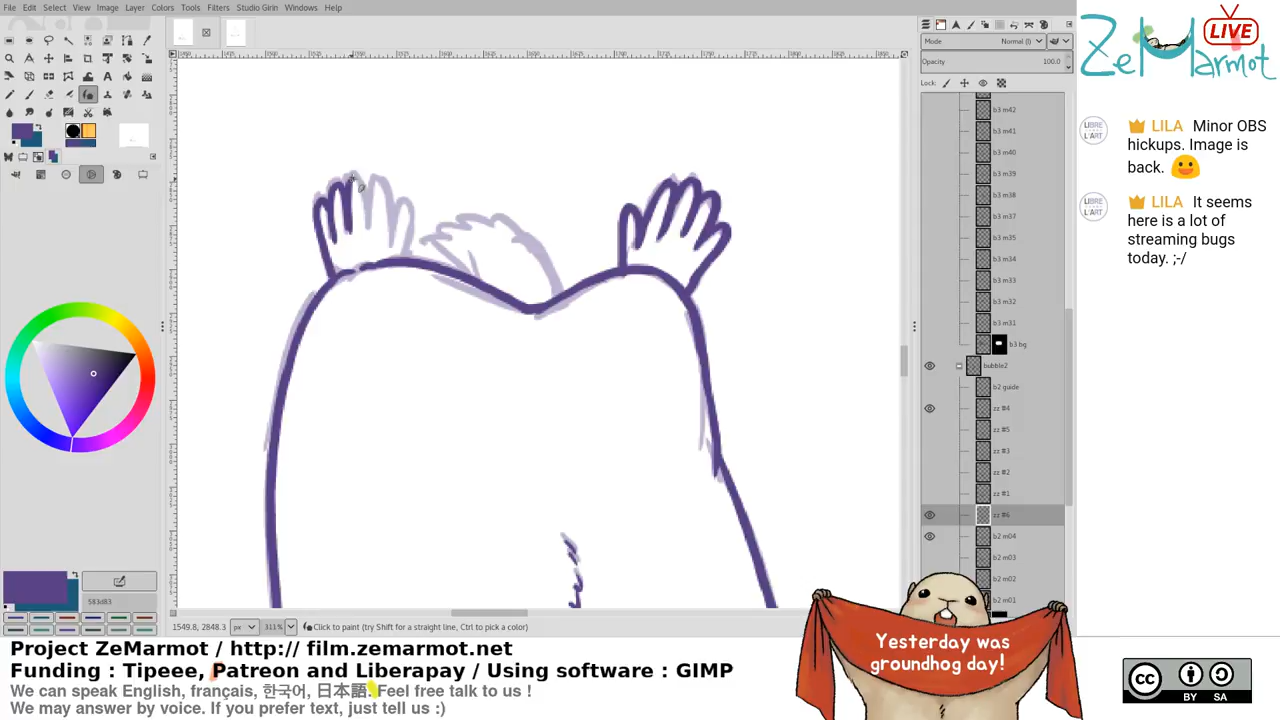 File Edit Select View Image Layer Colors Tools Filters Studio Girin Windows Help
Mode Normal (l)
Opacity 100.0
Lock:
b3 m42
b3 m41
b3 m40
b3 m39
b3 m38
b3 m37
b3 m35
b3 m34
b3 m33
b3 m32
b3 m31
b3 bg
bubble2
b2 guide
zz #4
zz #5
zz #3
zz #2
zz #1
zz #6
b2 m04
b2 m03
b2 m02
b2 m01
583d83
1549.8, 2848.3 px 311% Click to paint (try Shift for a straight line, Ctrl to pick a color)
LIVE
ZeMarmot
LILA Minor OBS
hickups. Image is
back.
LILA It seems
here is a lot of
streaming bugs
today. ;-/
Yesterday was
groundhog day!
Project ZeMarmot / http:// film.zemarmot.net
Funding : Tipeee, Patreon and Liberapay / Using software : GIMP
We can speak English, français, 한국어, 日本語. Feel free talk to us !
We may answer by voice. If you prefer text, just tell us :)
cc BY SA